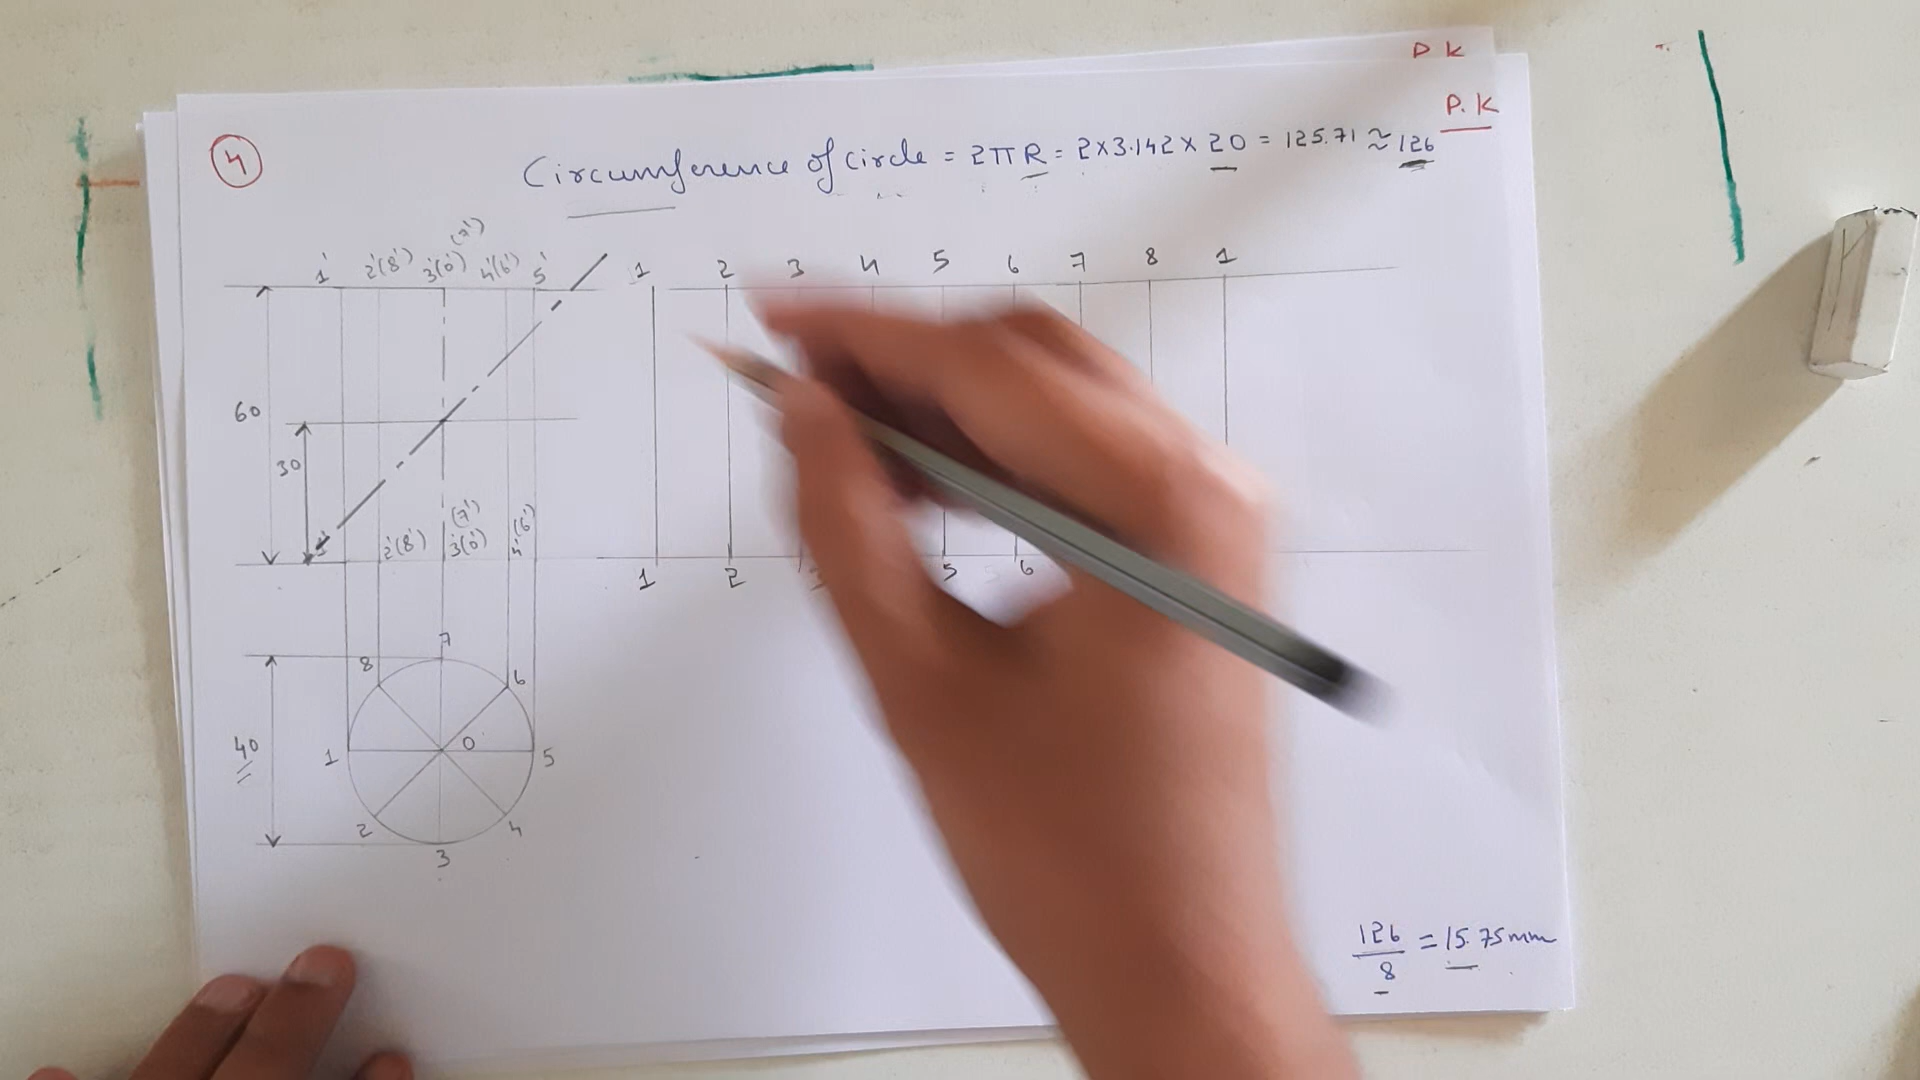 P K
P.K
4
Circumference of circle = 2πR = 2×3.142×20 = 125.71 ≈ 126
(7')
1' 2'(8') 3'(0') 4'(6') 5' 1 2 3 4 5 6 7 8 1
60
30
(7') (6')
2'(8') 3'(0') 4'
1 2 5 6
7
8 6
40 1 0 5
2 4
3
126/8 = 15.75mm